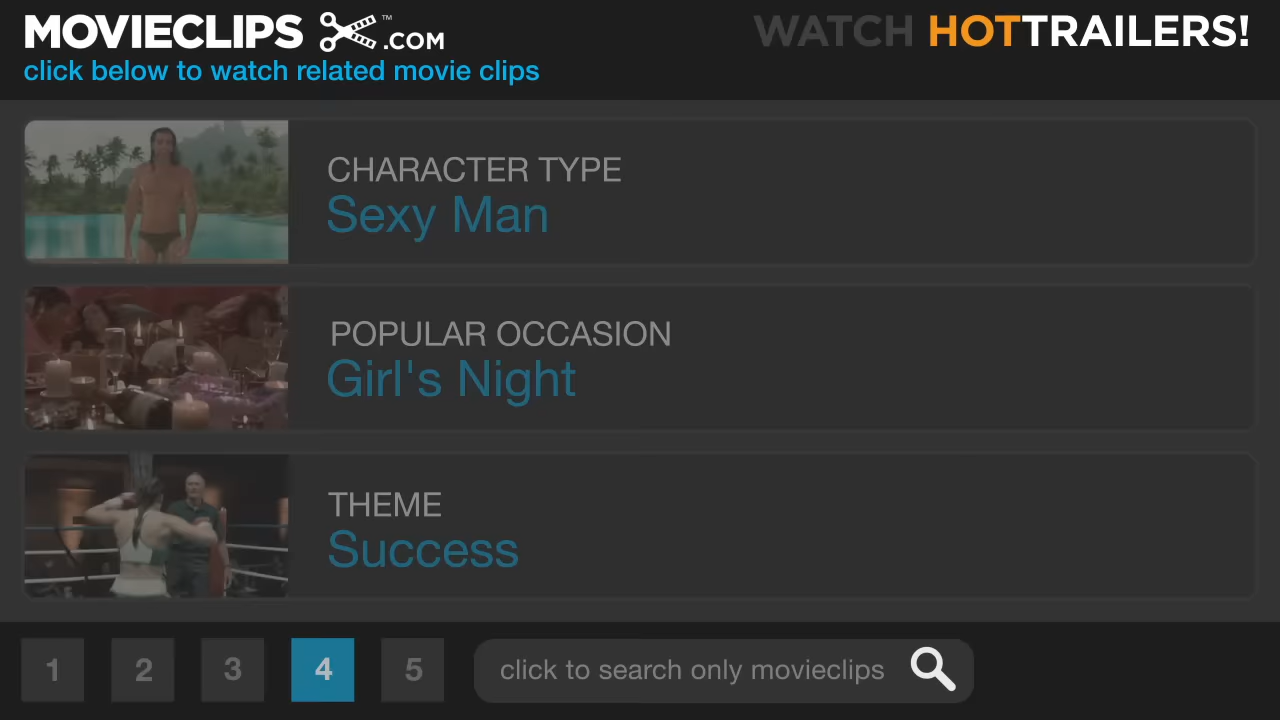 MOVIECLIPS™.COM
WATCH HOTTRAILERS!
click below to watch related movie clips
CHARACTER TYPE
Sexy Man
POPULAR OCCASION
Girl's Night
THEME
Success
1 2 3 4 5
click to search only movieclips